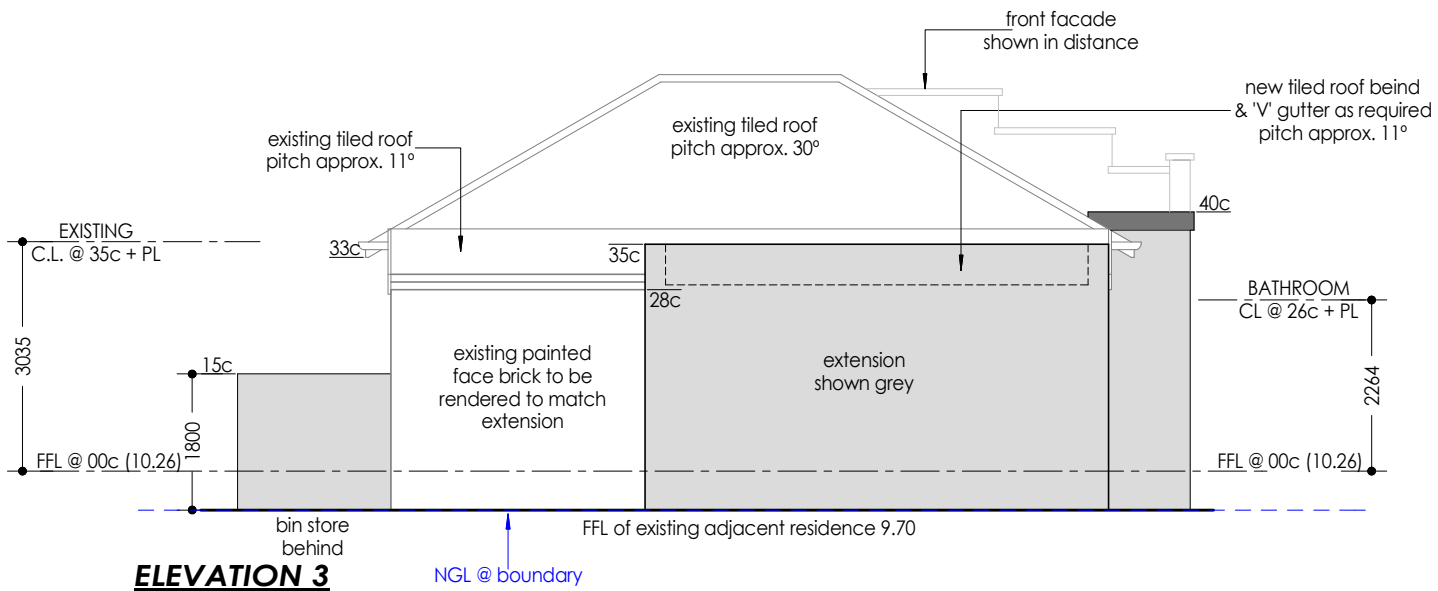 front facade
shown in distance
new tiled roof beind
& 'V' gutter as required
pitch approx. 11º
existing tiled roof
pitch approx. 11º
existing tiled roof
pitch approx. 30º
40c
EXISTING
C.L. @ 35c + PL
33c
35c
28c
BATHROOM
CL @ 26c + PL
3035
15c
1800
existing painted
face brick to be
rendered to match
extension
extension
shown grey
2264
FFL @ 00c (10.26)
FFL @ 00c (10.26)
bin store
behind
FFL of existing adjacent residence 9.70
ELEVATION 3
NGL @ boundary